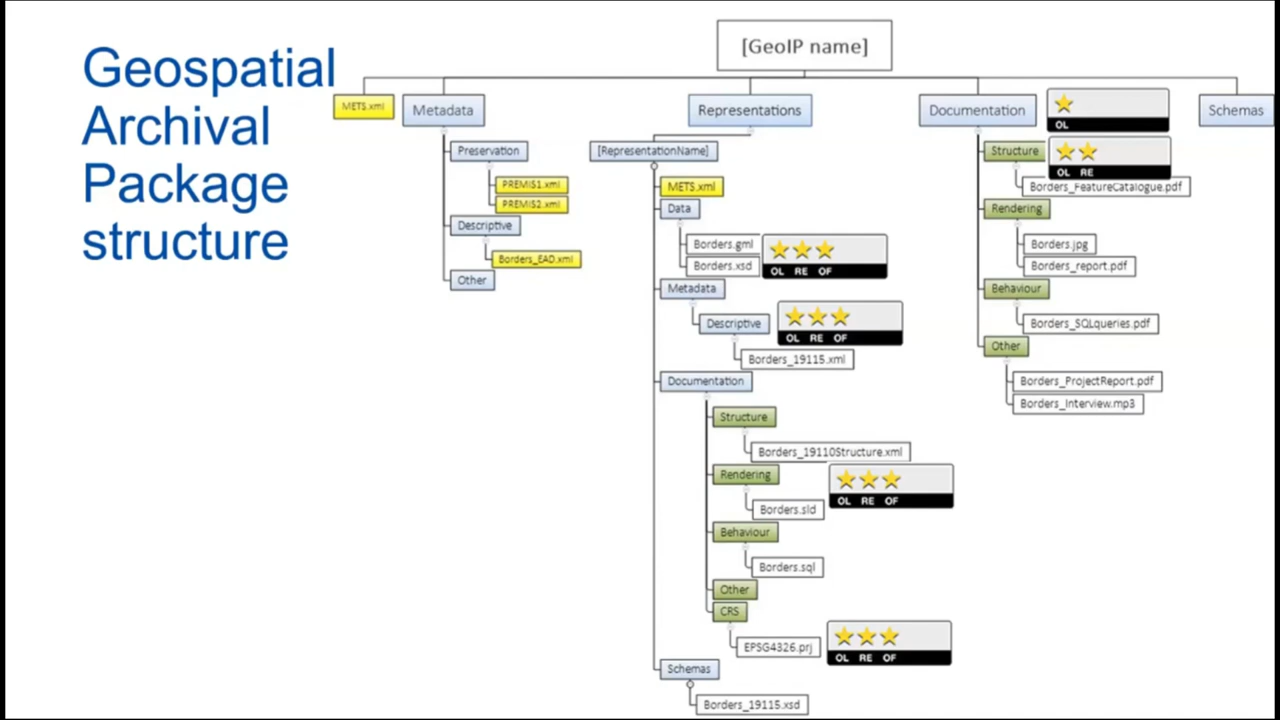 Geospatial
Archival
Package
structure
[GeoIP name]
METS.xml
Metadata
Representations
Documentation
OL
Schemas
Preservation
PREMIS1.xml
PREMIS2.xml
Descriptive
Borders_EAD.xml
Other
[RepresentationName]
METS.xml
Data
Borders.gml
Borders.xsd
OL RE OF
Metadata
Descriptive
OL RE OF
Borders_19115.xml
Documentation
Structure
Borders_19110Structure.xml
Rendering
OL RE OF
Borders.sld
Behaviour
Borders.sql
Other
CRS
EPSG4326.prj
OL RE OF
Schemas
Borders_19115.xsd
Structure
OL RE
Borders_FeatureCatalogue.pdf
Rendering
Borders.jpg
Borders_report.pdf
Behaviour
Borders_SQLqueries.pdf
Other
Borders_ProjectReport.pdf
Borders_Interview.mp3